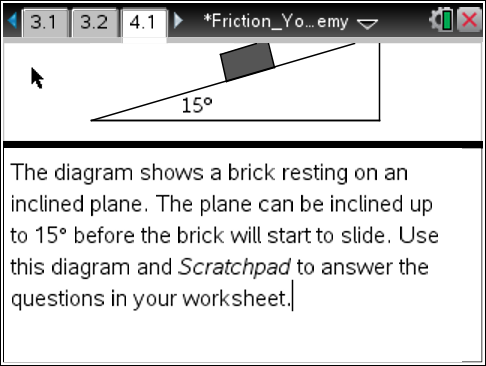 3.1 3.2 4.1 *Friction_Yo...emy
15°
The diagram shows a brick resting on an
inclined plane. The plane can be inclined up
to 15° before the brick will start to slide. Use
this diagram and Scratchpad to answer the
questions in your worksheet.